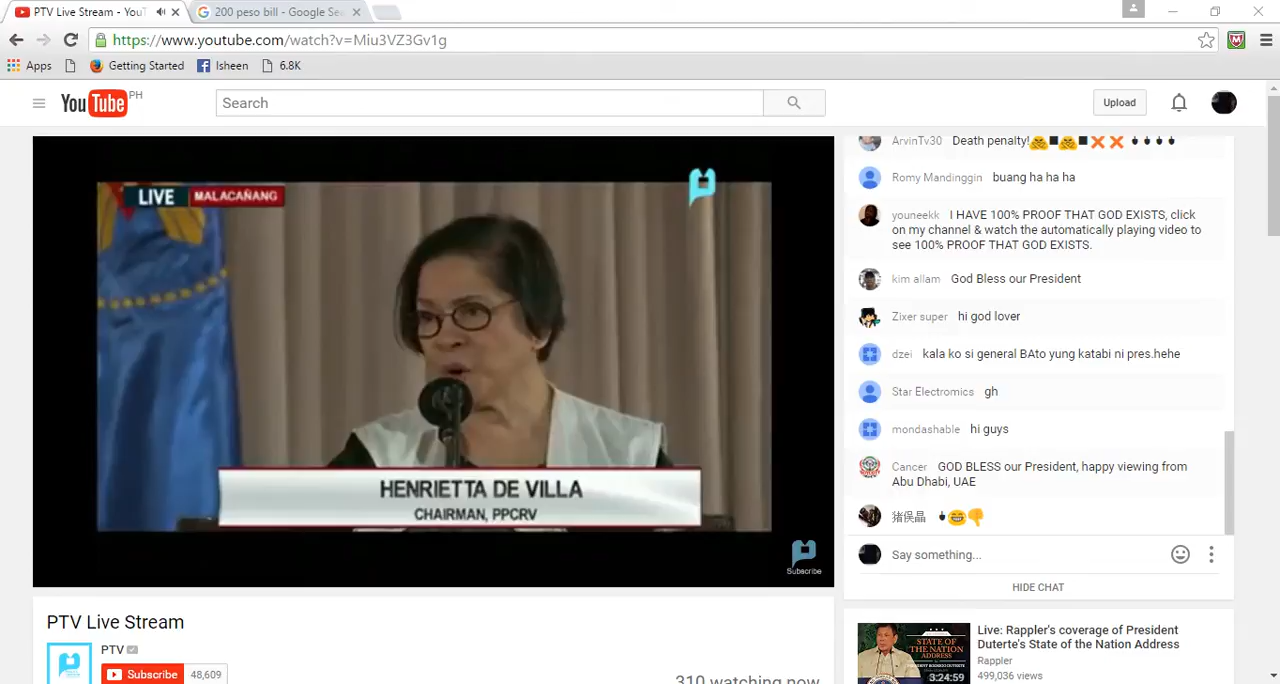 PTV Live Stream - You
200 peso bill - Google Se
https://www.youtube.com/watch?v=Miu3VZ3Gv1g
Apps
Getting Started
Isheen
6.8K
YouTube PH
Search
Upload
LIVE MALACAÑANG
HENRIETTA DE VILLA
CHAIRMAN, PPCRV
Subscribe
PTV Live Stream
PTV
Subscribe 48,609
310 watching now
ArvinTv30 Death penalty!
Romy Mandinggin buang ha ha ha
youneekk I HAVE 100% PROOF THAT GOD EXISTS, click
on my channel & watch the automatically playing video to
see 100% PROOF THAT GOD EXISTS.
kim allam God Bless our President
Zixer super hi god lover
dzei kala ko si general BAto yung katabi ni pres.hehe
Star Electromics gh
mondashable hi guys
Cancer GOD BLESS our President, happy viewing from
Abu Dhabi, UAE
猪俣晶
Say something...
HIDE CHAT
STATE OF
THE NATION
ADDRESS
3:24:59
Live: Rappler's coverage of President
Duterte's State of the Nation Address
Rappler
499,036 views